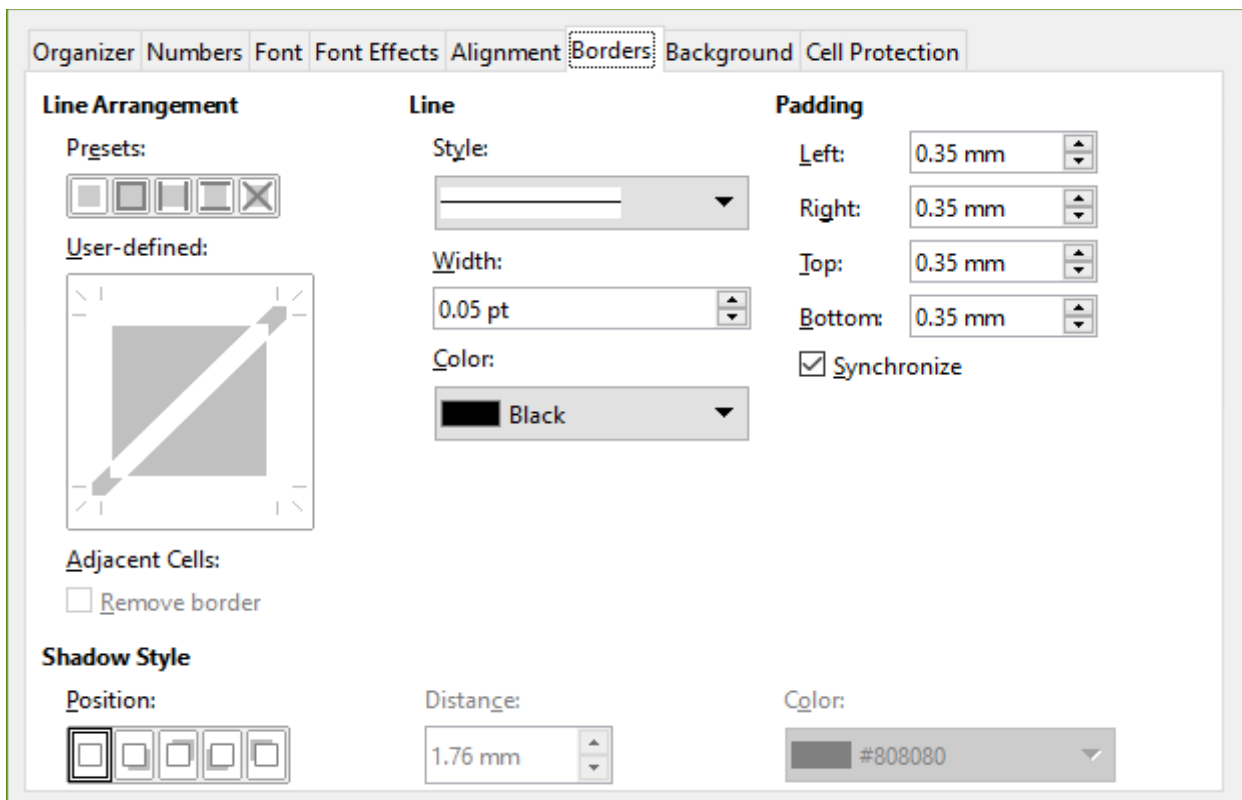 Organizer Numbers Font Font Effects Alignment Borders Background Cell Protection
Line Arrangement
Presets:
User-defined:
Adjacent Cells:
Remove border
Line
Style:
Width:
0.05 pt
Color:
Black
Padding
Left: 0.35 mm
Right: 0.35 mm
Top: 0.35 mm
Bottom: 0.35 mm
Synchronize
Shadow Style
Position:
Distance:
1.76 mm
Color:
#808080